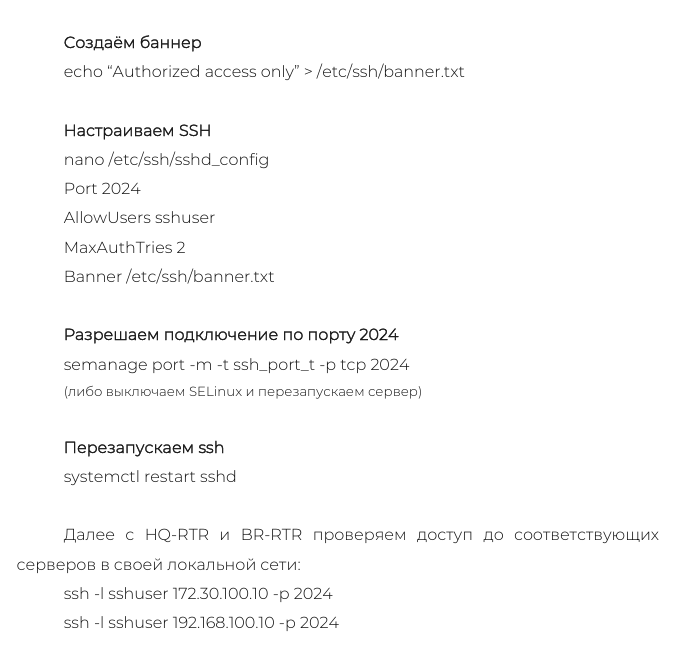 Создаём баннер
echo “Authorized access only” > /etc/ssh/banner.txt
Настраиваем SSH
nano /etc/ssh/sshd_config
Port 2024
AllowUsers sshuser
MaxAuthTries 2
Banner /etc/ssh/banner.txt
Разрешаем подключение по порту 2024
semanage port -m -t ssh_port_t -p tcp 2024
(либо выключаем SELinux и перезапускаем сервер)
Перезапускаем ssh
systemctl restart sshd
Далее с HQ-RTR и BR-RTR проверяем доступ до соответствующих
серверов в своей локальной сети:
ssh -l sshuser 172.30.100.10 -p 2024
ssh -l sshuser 192.168.100.10 -p 2024